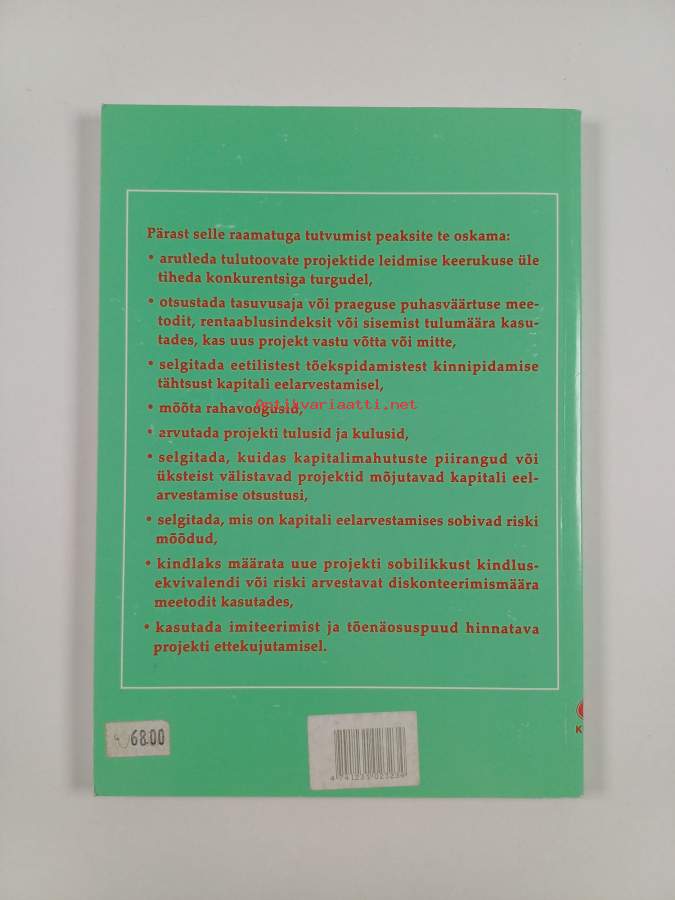 Pärast selle raamatuga tutvumist peaksite te oskama:
• arutleda tulutoovate projektide leidmise keerukuse üle
tiheda konkurentsiga turgudel,
• otsustada tasuvusaja või praeguse puhasväärtuse mee-
todit, rentaablusindeksit või sisemist tulumäära kasu-
tades, kas uus projekt vastu võtta või mitte,
• selgitada eetilistest tõekspidamistest kinnipidamise
tähtsust kapitali eelarvestamisel,
• mõõta rahavoogusid,
Antikvariaatti.net
• arvutada projekti tulusid ja kulusid,
• selgitada, kuidas kapitalimahutuste piirangud või
üksteist välistavad projektid mõjutavad kapitali eel-
arvestamise otsustusi,
• selgitada, mis on kapitali eelarvestamises sobivad riski
mõõdud,
• kindlaks määrata uue projekti sobilikkust kindlus-
ekvivalendi või riski arvestavat diskonteerimismäära
meetodit kasutades,
• kasutada imiteerimist ja tõenäosuspuud hinnatava
projekti ettekujutamisel.
K
68.00